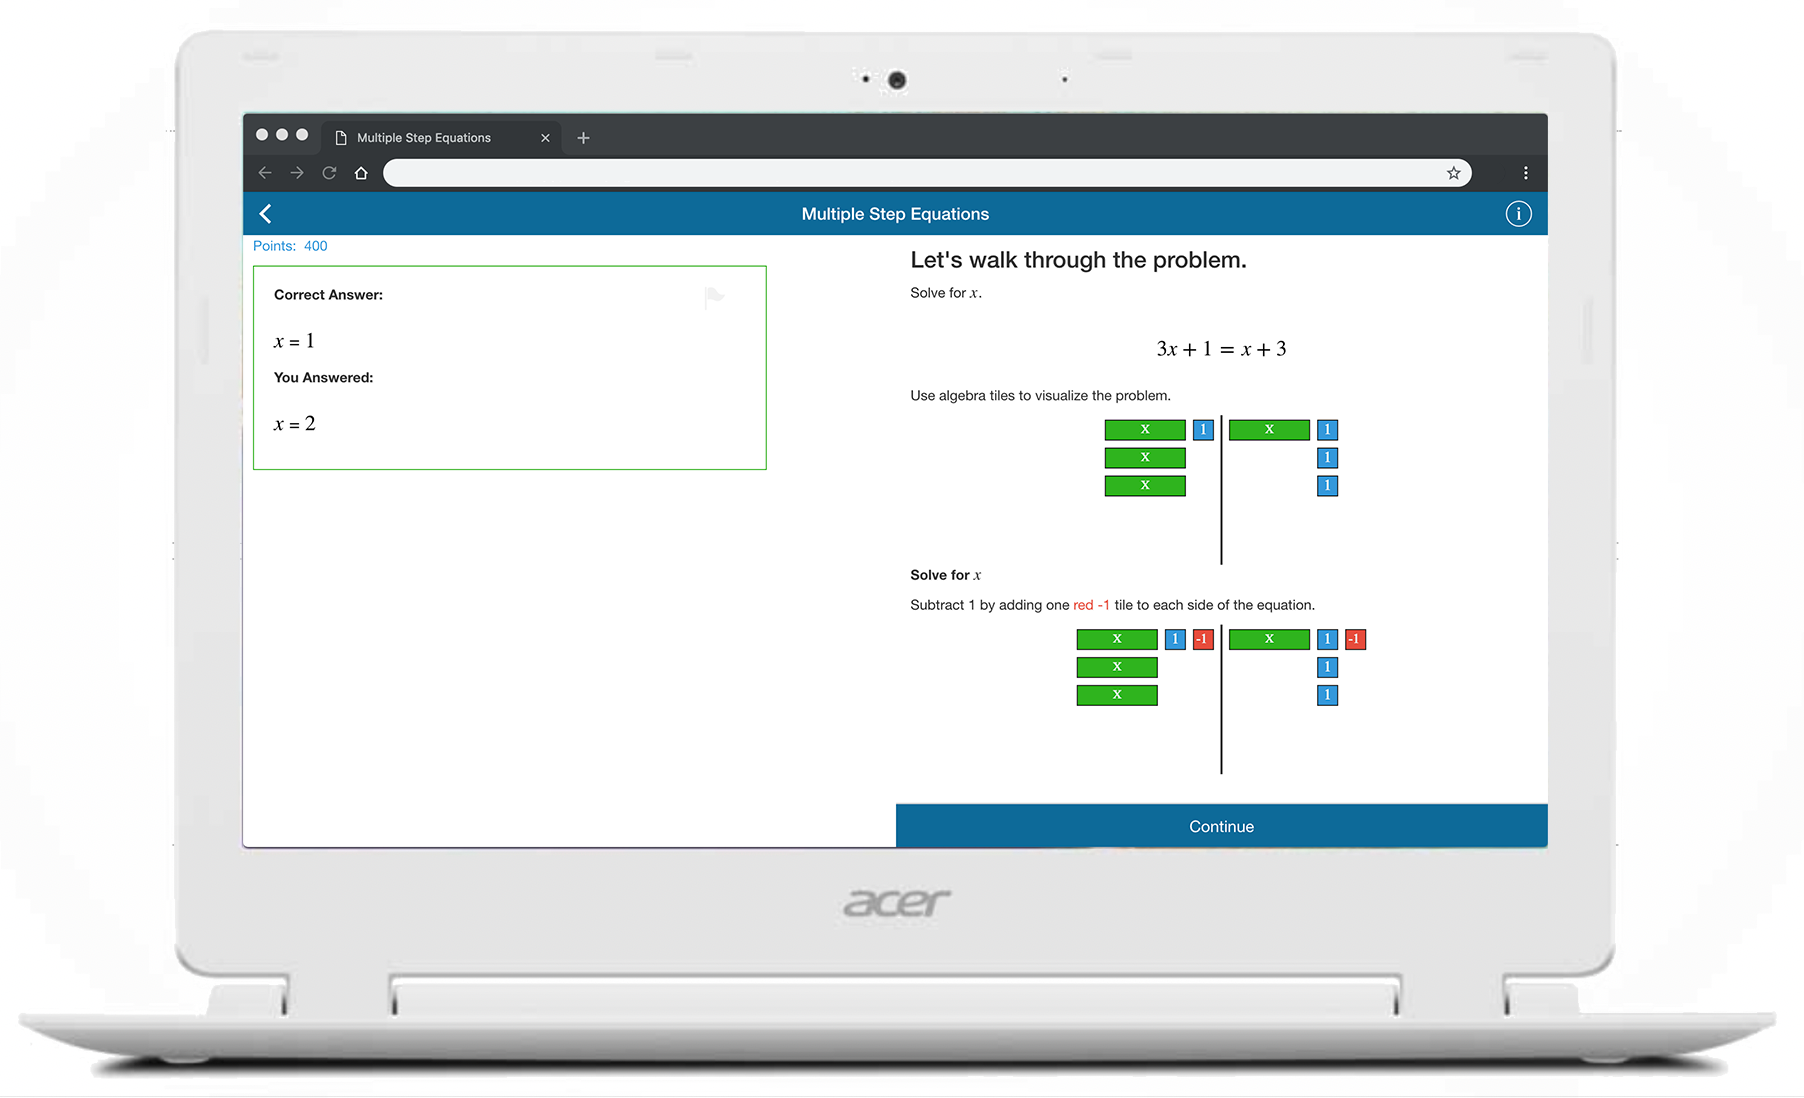 Multiple Step Equations
Multiple Step Equations
i
Points: 400
Correct Answer:
x = 1
You Answered:
x = 2
Let's walk through the problem.
Solve for x.
3x + 1 = x + 3
Use algebra tiles to visualize the problem.
x 1 x 1
x 1
x 1
Solve for x
Subtract 1 by adding one red -1 tile to each side of the equation.
x 1 -1 x 1 -1
x 1
x 1
Continue
acer